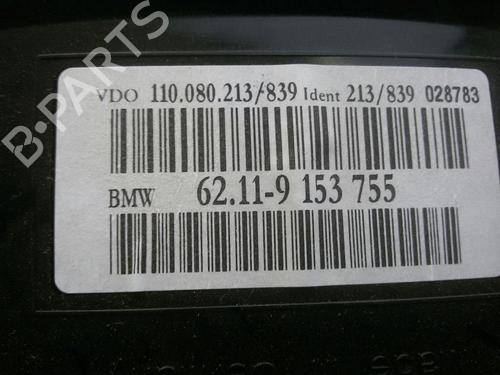 B-PARTS
VDO 110.080.213/839 Ident 213/839 028783
BMW 62.11-9 153 755